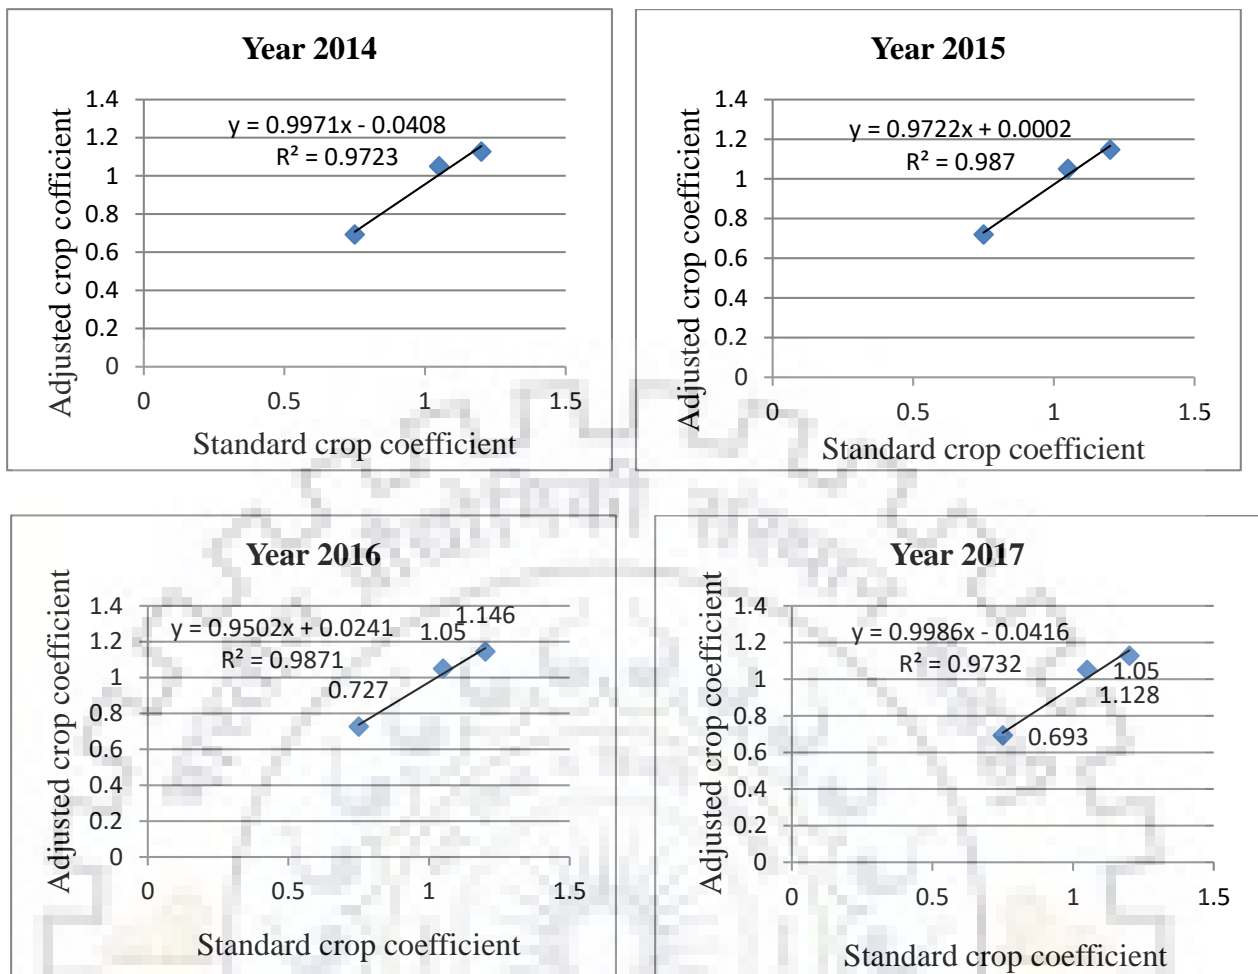 Year 2014
Adjusted crop cofficient
1.4
1.2
1
0.8
0.6
0.4
0.2
0
y = 0.9971x - 0.0408
R² = 0.9723
0
0.5
1
1.5
Standard crop coefficient
Year 2015
Adjusted crop coefficient
1.4
1.2
1
0.8
0.6
0.4
0.2
0
y = 0.9722x + 0.0002
R² = 0.987
0
0.5
1
1.5
Standard crop coefficient
Year 2016
Adjusted crop coefficient
1.4
1.2
1
0.8
0.6
0.4
0.2
0
y = 0.9502x + 0.0241
R² = 0.9871
0.727
1.05
1.146
0
0.5
1
1.5
Standard crop coefficient
Year 2017
Adjusted crop coefficient
1.4
1.2
1
0.8
0.6
0.4
0.2
0
y = 0.9986x - 0.0416
R² = 0.9732
1.05
1.128
0.693
0
0.5
1
1.5
Standard crop coefficient